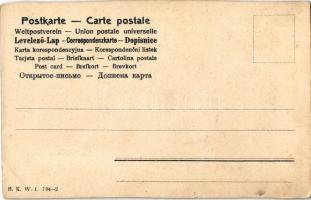 Postkarte — Carte postale
Weltpostverein — Union postale universelle
Levelező-Lap — Correspondenzkarte — Dopisnice
Karta korespondencyjna — Korespondenční lístek
Tarjeta postal — Briefkaart — Cartolina postale
Post card — Brefkort — Brevkort
Открытое-письмо — Дописна карта
B. K. W. I. 794-2